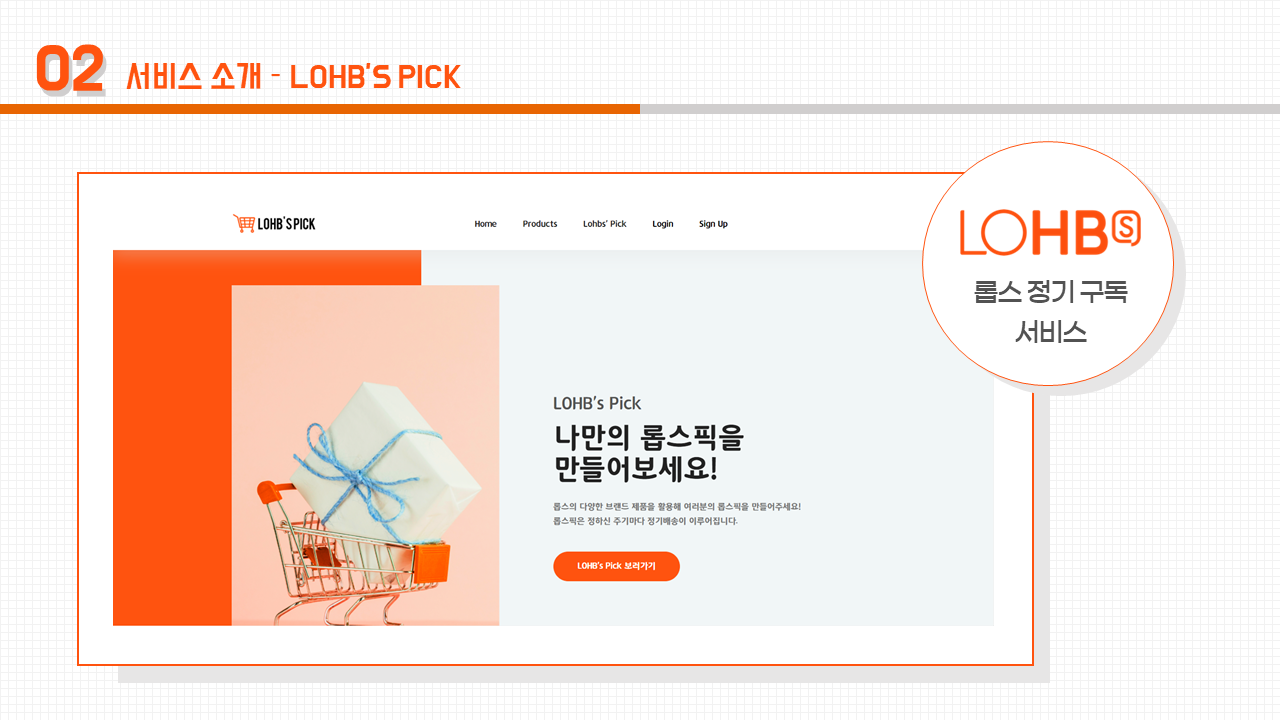 02 서비스 소개 - LOHB'S PICK
LOHB'S PICK
Home Products Lohbs' Pick Login Sign Up
LOHBS
롭스 정기 구독
서비스
LOHB's Pick
나만의 롭스픽을
만들어보세요!
롭스의 다양한 브랜드 제품을 활용해 여러분의 롭스픽을 만들어주세요!
롭스픽은 정하신 주기마다 정기배송이 이루어집니다.
LOHB's Pick 보러가기